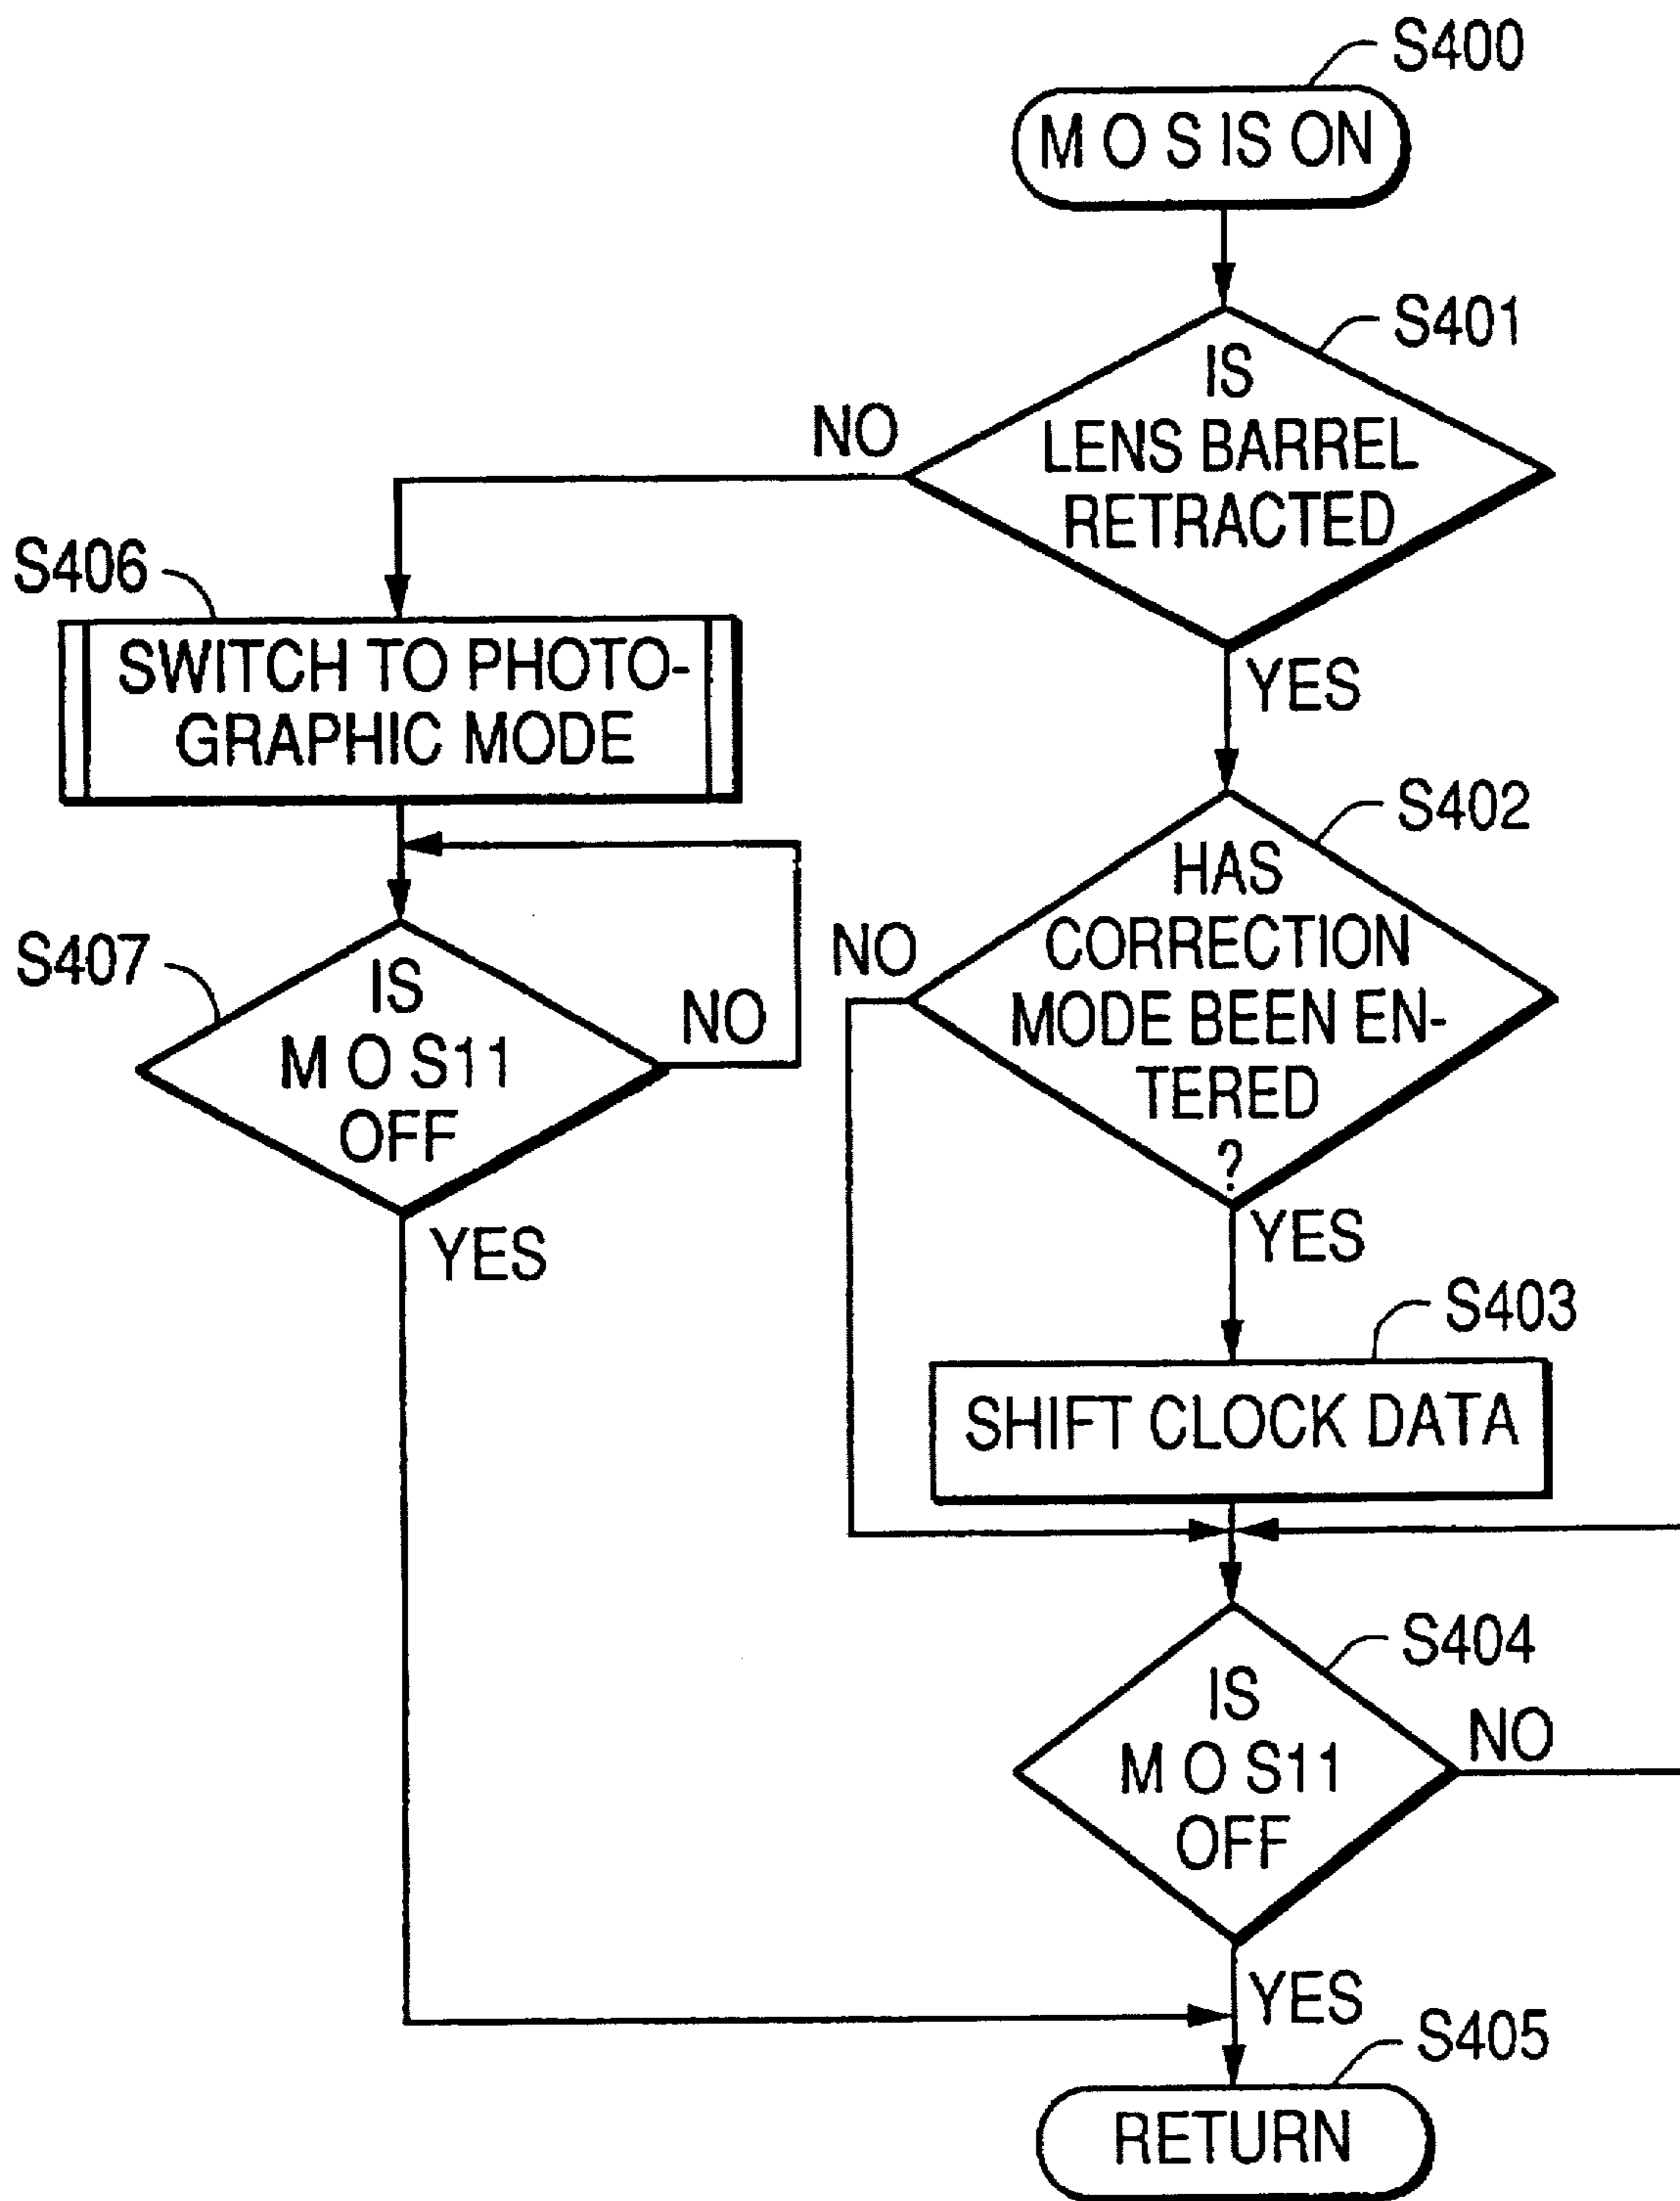 S400
M O S IS ON
S401
IS
LENS BARREL
RETRACTED
NO
YES
S406
SWITCH TO PHOTO-
GRAPHIC MODE
S402
HAS
CORRECTION
MODE BEEN EN-
TERED
?
NO
YES
S407
IS
M O S11
OFF
NO
YES
S403
SHIFT CLOCK DATA
S404
IS
M O S11
OFF
NO
YES
S405
RETURN